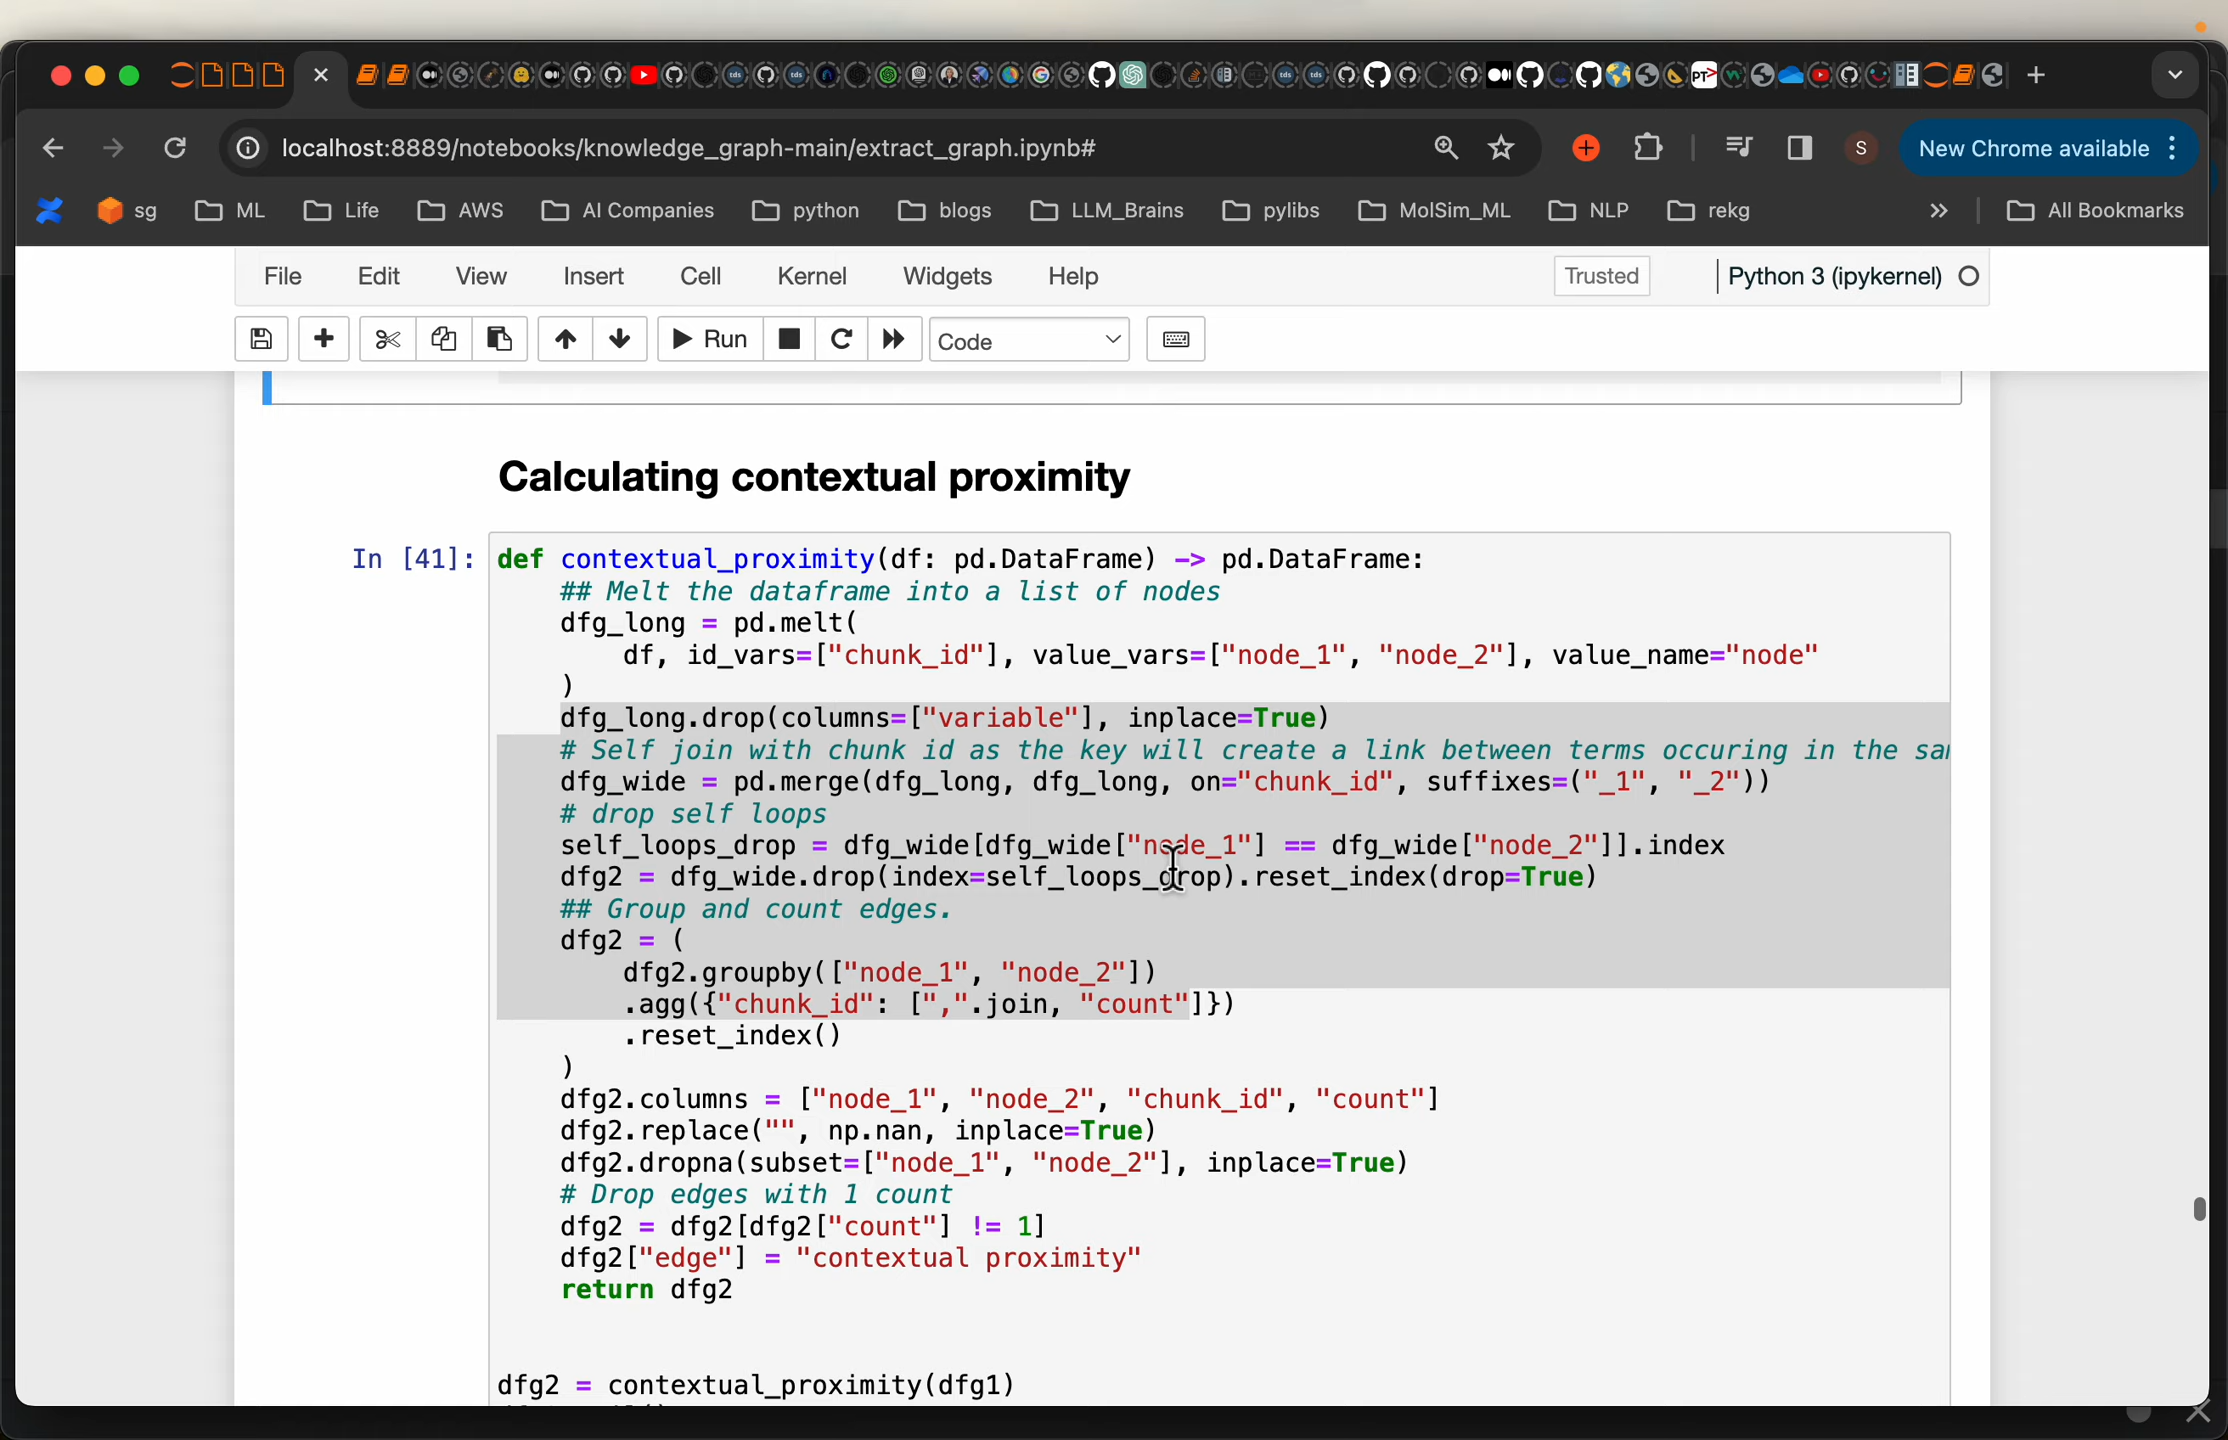 localhost:8889/notebooks/knowledge_graph-main/extract_graph.ipynb#
S
New Chrome available
sg
ML
Life
AWS
AI Companies
python
blogs
LLM_Brains
pylibs
MolSim_ML
NLP
rekg
All Bookmarks
File Edit View Insert Cell Kernel Widgets Help
Trusted
Python 3 (ipykernel)
Run
Code
Calculating contextual proximity
In [41]:
def contextual_proximity(df: pd.DataFrame) -> pd.DataFrame:
    ## Melt the dataframe into a list of nodes
    dfg_long = pd.melt(
        df, id_vars=["chunk_id"], value_vars=["node_1", "node_2"], value_name="node"
    )
    dfg_long.drop(columns=["variable"], inplace=True)
    # Self join with chunk id as the key will create a link between terms occuring in the sa
    dfg_wide = pd.merge(dfg_long, dfg_long, on="chunk_id", suffixes=("_1", "_2"))
    # drop self loops
    self_loops_drop = dfg_wide[dfg_wide["node_1"] == dfg_wide["node_2"]].index
    dfg2 = dfg_wide.drop(index=self_loops_drop).reset_index(drop=True)
    ## Group and count edges.
    dfg2 = (
        dfg2.groupby(["node_1", "node_2"])
        .agg({"chunk_id": [",".join, "count"]})
        .reset_index()
    )
    dfg2.columns = ["node_1", "node_2", "chunk_id", "count"]
    dfg2.replace("", np.nan, inplace=True)
    dfg2.dropna(subset=["node_1", "node_2"], inplace=True)
    # Drop edges with 1 count
    dfg2 = dfg2[dfg2["count"] != 1]
    dfg2["edge"] = "contextual proximity"
    return dfg2
dfg2 = contextual_proximity(dfg1)